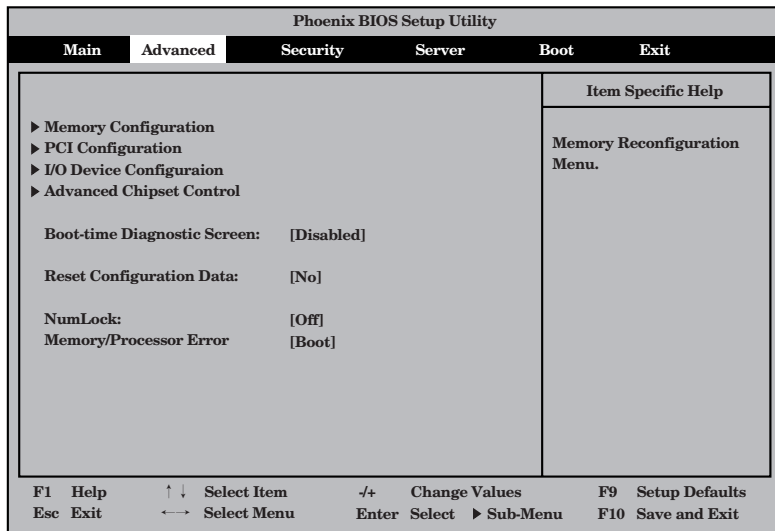 Phoenix BIOS Setup Utility
Main Advanced Security Server Boot Exit
Item Specific Help
▶ Memory Configuration
▶ PCI Configuration
▶ I/O Device Configuraion
▶ Advanced Chipset Control
Memory Reconfiguration
Menu.
Boot-time Diagnostic Screen: [Disabled]
Reset Configuration Data: [No]
NumLock: [Off]
Memory/Processor Error [Boot]
F1 Help ↑↓ Select Item -/+ Change Values F9 Setup Defaults
Esc Exit ←→ Select Menu Enter Select ▶ Sub-Menu F10 Save and Exit